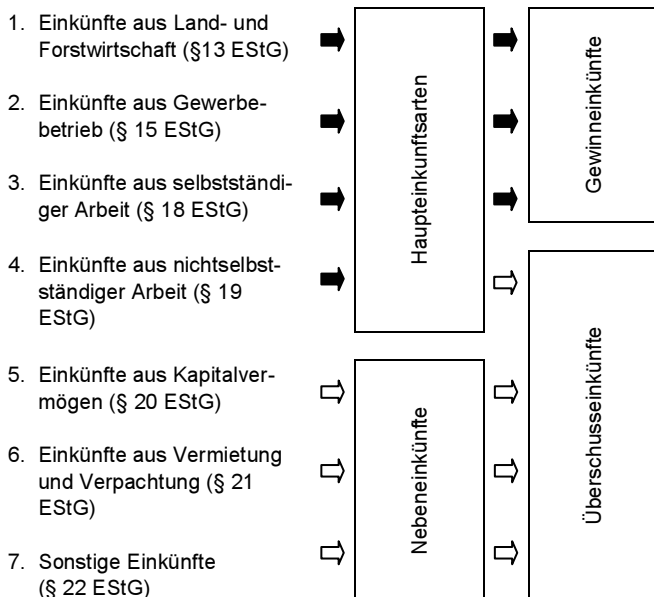 1. Einkünfte aus Land- und
Forstwirtschaft (§13 EStG)
2. Einkünfte aus Gewerbe-
betrieb (§ 15 EStG)
3. Einkünfte aus selbstständi-
ger Arbeit (§ 18 EStG)
4. Einkünfte aus nichtselbst-
ständiger Arbeit (§ 19
EStG)
5. Einkünfte aus Kapitalver-
mögen (§ 20 EStG)
6. Einkünfte aus Vermietung
und Verpachtung (§ 21
EStG)
7. Sonstige Einkünfte
(§ 22 EStG)
Haupteinkunftsarten
Nebeneinkünfte
Gewinneinkünfte
Überschusseinkünfte